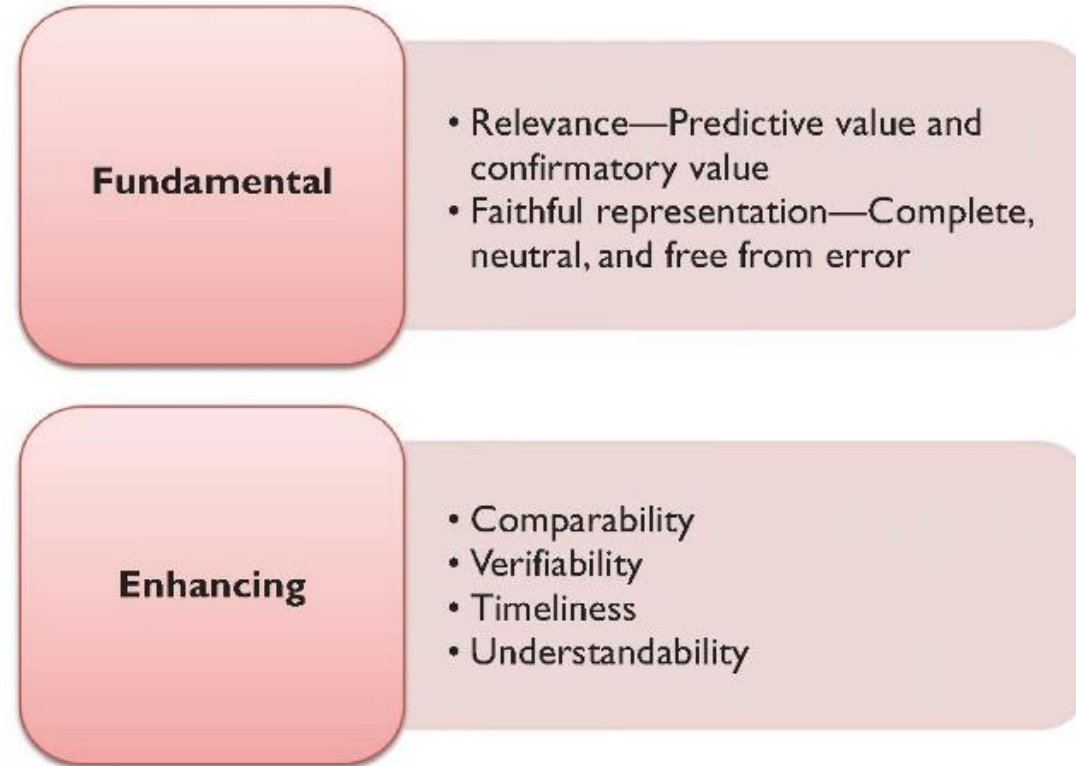 Fundamental
• Relevance—Predictive value and
confirmatory value
• Faithful representation—Complete,
neutral, and free from error
Enhancing
• Comparability
• Verifiability
• Timeliness
• Understandability